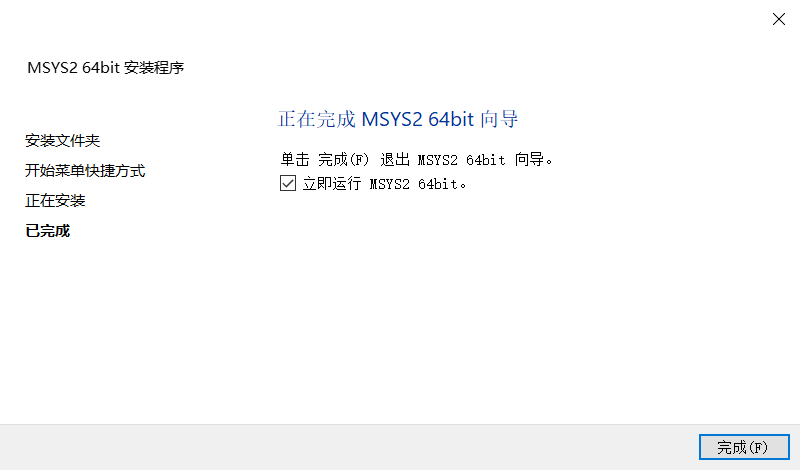 MSYS2 64bit 安装程序
安装文件夹
开始菜单快捷方式
正在安装
已完成
正在完成 MSYS2 64bit 向导
单击 完成(F) 退出 MSYS2 64bit 向导。
立即运行 MSYS2 64bit。
完成(F)